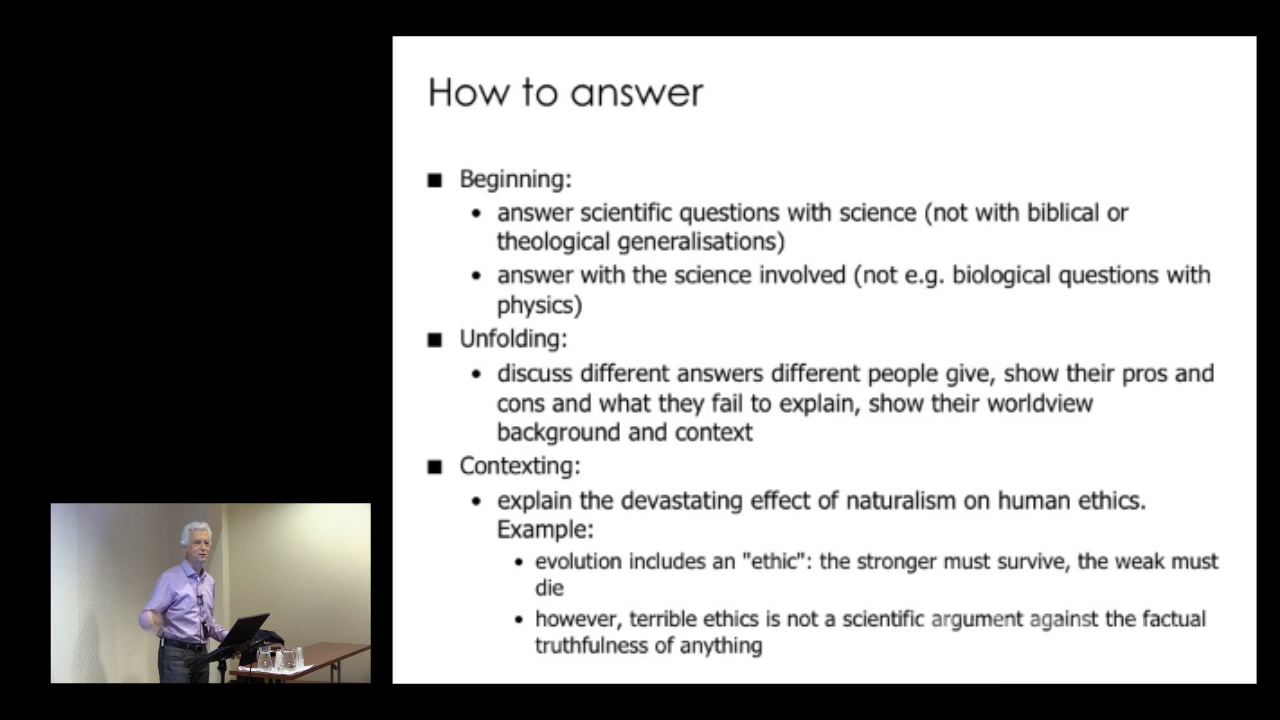 How to answer
■ Beginning:
• answer scientific questions with science (not with biblical or
theological generalisations)
• answer with the science involved (not e.g. biological questions with
physics)
■ Unfolding:
• discuss different answers different people give, show their pros and
cons and what they fail to explain, show their worldview
background and context
■ Contexting:
• explain the devastating effect of naturalism on human ethics.
Example:
• evolution includes an "ethic": the stronger must survive, the weak must
die
• however, terrible ethics is not a scientific argument against the factual
truthfulness of anything